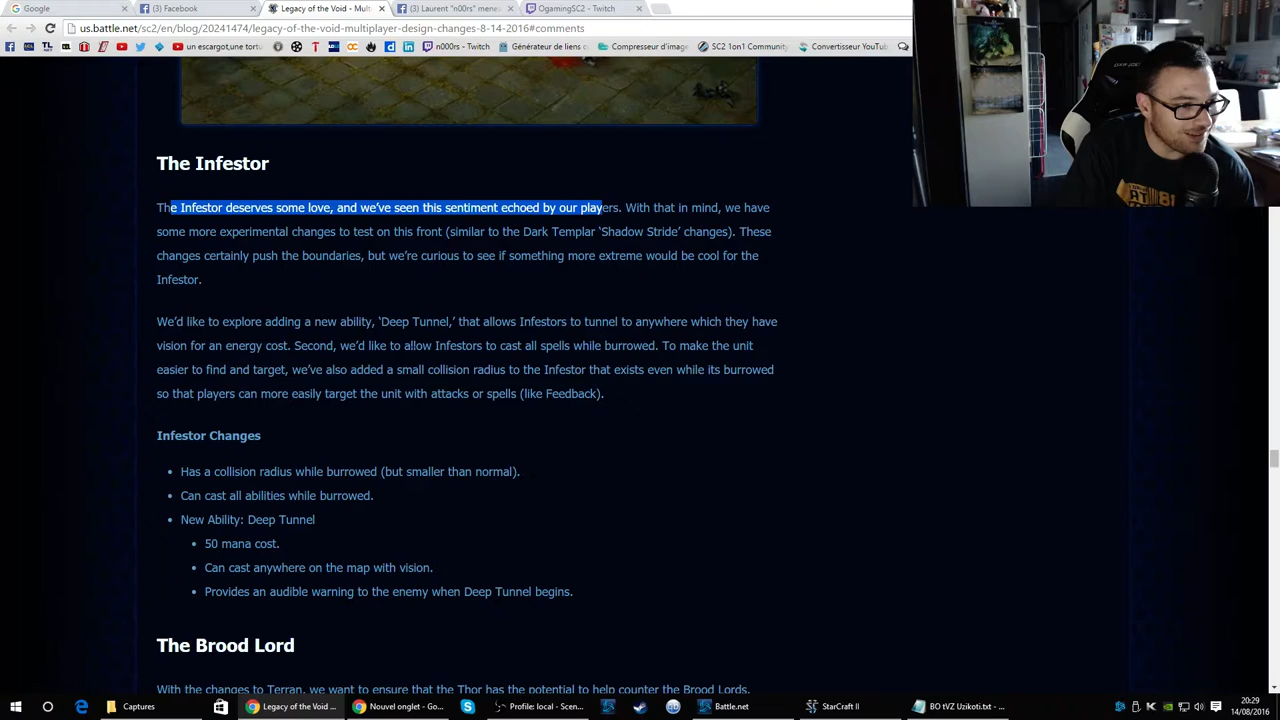 Google
(3) Facebook
Legacy of the Void - Mult
(3) Laurent "n00rs" menes
OgamingSC2 - Twitch
us.battle.net/sc2/en/blog/20241474/legacy-of-the-void-multiplayer-design-changes-8-14-2016#comments
un escargot,une tortu
n000rs - Twitch
Générateur de liens c
Compresseur d'image
SC2 1on1 Community
Convertisseur YouTub
The Infestor
The Infestor deserves some love, and we've seen this sentiment echoed by our players. With that in mind, we have
some more experimental changes to test on this front (similar to the Dark Templar 'Shadow Stride' changes). These
changes certainly push the boundaries, but we're curious to see if something more extreme would be cool for the
Infestor.
We'd like to explore adding a new ability, 'Deep Tunnel,' that allows Infestors to tunnel to anywhere which they have
vision for an energy cost. Second, we'd like to allow Infestors to cast all spells while burrowed. To make the unit
easier to find and target, we've also added a small collision radius to the Infestor that exists even while its burrowed
so that players can more easily target the unit with attacks or spells (like Feedback).
Infestor Changes
• Has a collision radius while burrowed (but smaller than normal).
• Can cast all abilities while burrowed.
• New Ability: Deep Tunnel
• 50 mana cost.
• Can cast anywhere on the map with vision.
• Provides an audible warning to the enemy when Deep Tunnel begins.
The Brood Lord
With the changes to Terran, we want to ensure that the Thor has the potential to help counter the Brood Lords.
Captures
Legacy of the Void ...
Nouvel onglet - Go...
Profile: local - Scen...
Battle.net
StarCraft II
BO tVZ Uzikoti.txt - ...
20:29
14/08/2016